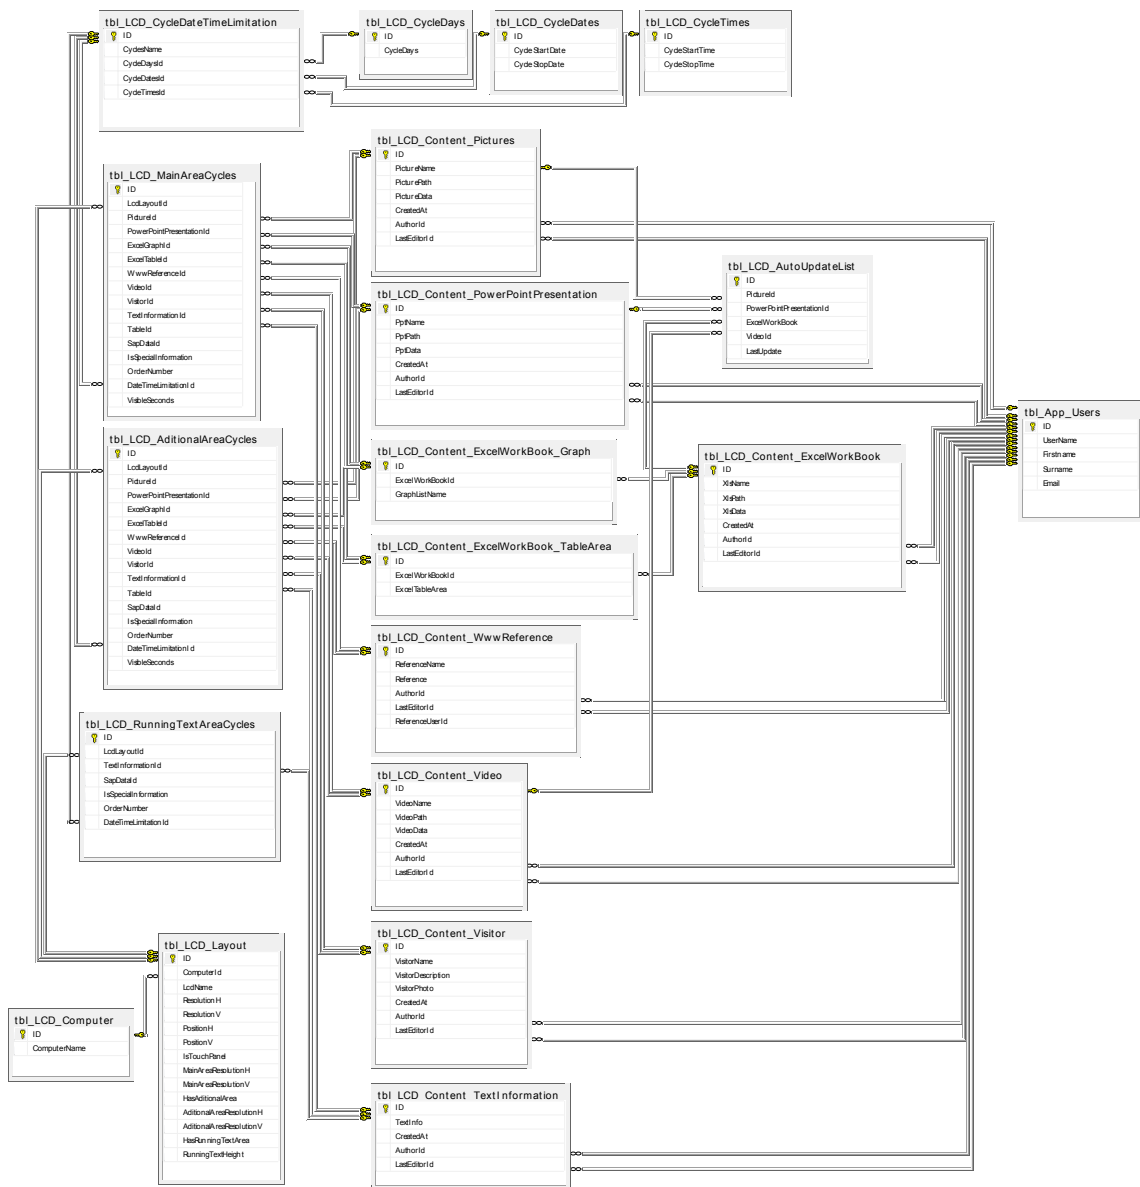 tbl_LCD_CycleDateTimeLimitation
ID
CyclesName
CycleDaysId
CycleDatesId
CycleTimesId
tbl_LCD_CycleDays
ID
CycleDays
tbl_LCD_CycleDates
ID
CycleStartDate
CycleStopDate
tbl_LCD_CycleTimes
ID
CycleStartTime
CycleStopTime
tbl_LCD_MainAreaCycles
ID
LcdLayoutId
PictureId
PowerPointPresentationId
ExcelGraphId
ExcelTableId
WwwReferenceId
VideoId
VisitorId
TextInformationId
TableId
SapDataId
IsSpecialInformation
OrderNumber
DateTimeLimitationId
VisibleSeconds
tbl_LCD_Content_Pictures
ID
PictureName
PicturePath
PictureData
CreatedAt
AuthorId
LastEditorId
tbl_LCD_AutoUpdateList
ID
PictureId
PowerPointPresentationId
ExcelWorkBook
VideoId
LastUpdate
tbl_LCD_Content_PowerPointPresentation
ID
PptName
PptPath
PptData
CreatedAt
AuthorId
LastEditorId
tbl_App_Users
ID
UserName
Firstname
Surname
Email
tbl_LCD_AditionalAreaCycles
ID
LcdLayoutId
PictureId
PowerPointPresentationId
ExcelGraphId
ExcelTableId
WwwReferenceId
VideoId
VisitorId
TextInformationId
TableId
SapDataId
IsSpecialInformation
OrderNumber
DateTimeLimitationId
VisibleSeconds
tbl_LCD_Content_ExcelWorkBook_Graph
ID
ExcelWorkBookId
GraphListName
tbl_LCD_Content_ExcelWorkBook
ID
XlsName
XlsPath
XlsData
CreatedAt
AuthorId
LastEditorId
tbl_LCD_Content_ExcelWorkBook_TableArea
ID
ExcelWorkBookId
ExcelTableArea
tbl_LCD_Content_WwwReference
ID
ReferenceName
Reference
AuthorId
LastEditorId
ReferenceUserId
tbl_LCD_RunningTextAreaCycles
ID
LcdLayoutId
TextInformationId
SapDataId
IsSpecialInformation
OrderNumber
DateTimeLimitationId
tbl_LCD_Content_Video
ID
VideoName
VideoPath
VideoData
CreatedAt
AuthorId
LastEditorId
tbl_LCD_Layout
ID
ComputerId
LcdName
ResolutionH
ResolutionV
PositionH
PositionV
IsTouchPanel
MainAreaResolutionH
MainAreaResolutionV
HasAditionalArea
AditionalAreaResolutionH
AditionalAreaResolutionV
HasRunningTextArea
RunningTextHeight
tbl_LCD_Content_Visitor
ID
VisitorName
VisitorDescription
VisitorPhoto
CreatedAt
AuthorId
LastEditorId
tbl_LCD_Computer
ID
ComputerName
tbl_LCD_Content_TextInformation
ID
TextInfo
CreatedAt
AuthorId
LastEditorId